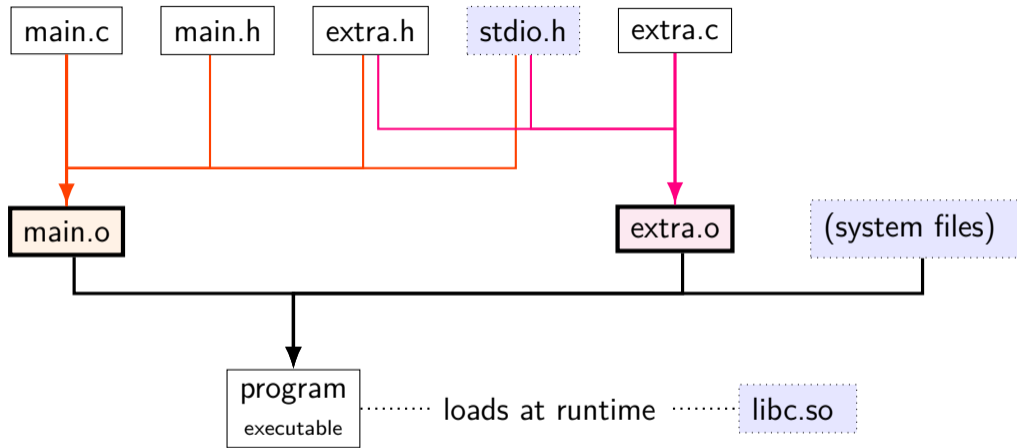 main.c
main.h
extra.h
stdio.h
extra.c
main.o
extra.o
(system files)
program
executable
loads at runtime
libc.so